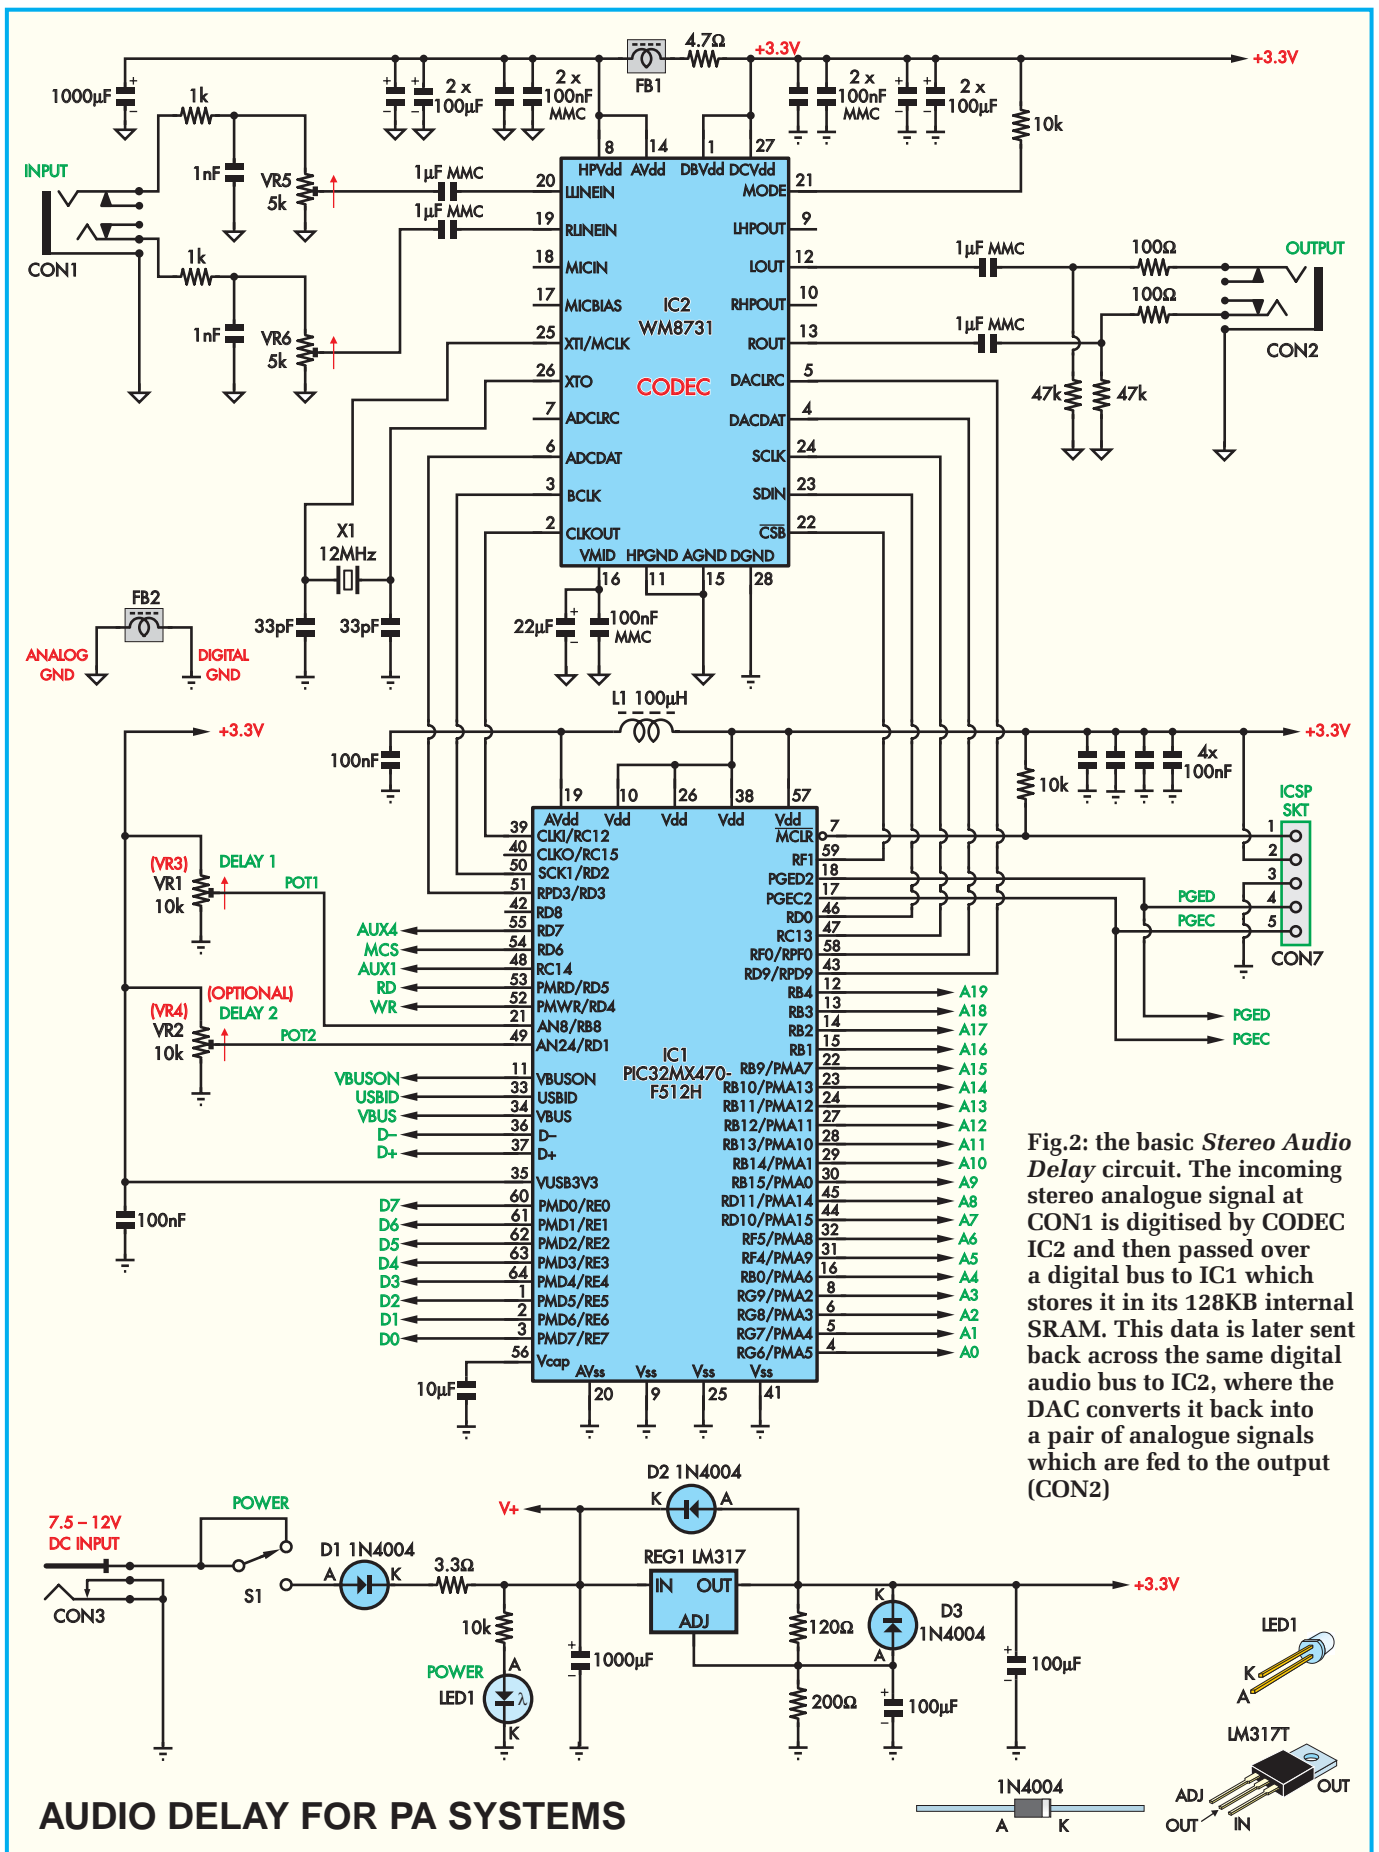 4.7Ω
+3.3V
+3.3V
FB1
1000µF
+
–
1k
2 x
100µF
2 x
100nF
MMC
2 x
100nF
MMC
2 x
100µF
10k
INPUT
1nF
VR5
5k
1µF MMC
1µF MMC
CON1
1k
1nF
VR6
5k
8
14
1
27
HPVdd
AVdd
DBVdd
DCVdd
20 LLINEIN
19 RLINEIN
18 MICIN
17 MICBIAS
25 XTI/MCLK
26 XTO
7 ADCLRC
6 ADCDAT
3 BCLK
2 CLKOUT
IC2
WM8731
CODEC
MODE 21
LHPOUT 9
LOUT 12
RHPOUT 10
ROUT 13
DACLRC 5
DACDAT 4
SCLK 24
SDIN 23
CSB 22
VMID HPGND AGND DGND
16 11 15 28
1µF MMC
1µF MMC
100Ω
100Ω
OUTPUT
CON2
47k
47k
X1
12MHz
33pF
33pF
22µF
+
–
100nF
MMC
FB2
ANALOG
GND
DIGITAL
GND
L1 100µH
+3.3V
+3.3V
100nF
10k
4x
100nF
ICSP
SKT
1
2
3
4
5
CON7
PGED
PGEC
PGED
PGEC
19 10 26 38 57
AVdd Vdd Vdd Vdd Vdd
39 CLKI/RC12
40 CLKO/RC15
50 SCK1/RD2
51 RPD3/RD3
42 RD8
AUX4 55 RD7
MCS 54 RD6
AUX1 48 RC14
RD 53 PMRD/RD5
WR 52 PMWR/RD4
21 AN8/RB8
49 AN24/RD1
VBUSON 11 VBUSON
USBID 33 USBID
VBUS 34 VBUS
D– 36 D–
D+ 37 D+
35 VUSB3V3
D7 60 PMD0/RE0
D6 61 PMD1/RE1
D5 62 PMD2/RE2
D4 63 PMD3/RE3
D3 64 PMD4/RE4
D2 1 PMD5/RE5
D1 2 PMD6/RE6
D0 3 PMD7/RE7
56 Vcap
IC1
PIC32MX470-
F512H
MCLR 7
RF1 59
PGED2 18
PGEC2 17
RD0 46
RC13 47
RF0/RPF0 58
RD9/RPD9 43
RB4 12 A19
RB3 13 A18
RB2 14 A17
RB1 15 A16
RB9/PMA7 22 A15
RB10/PMA13 23 A14
RB11/PMA12 24 A13
RB12/PMA11 27 A12
RB13/PMA10 28 A11
RB14/PMA1 29 A10
RB15/PMA0 30 A9
RD11/PMA14 45 A8
RD10/PMA15 44 A7
RF5/PMA8 32 A6
RF4/PMA9 31 A5
RB0/PMA6 16 A4
RG9/PMA2 8 A3
RG8/PMA3 6 A2
RG7/PMA4 5 A1
RG6/PMA5 4 A0
AVss Vss Vss Vss
20 9 25 41
(VR3)
VR1
10k
DELAY 1
POT1
(VR4)
VR2
10k
(OPTIONAL)
DELAY 2
POT2
100nF
10µF
Fig.2: the basic Stereo Audio
Delay circuit. The incoming
stereo analogue signal at
CON1 is digitised by CODEC
IC2 and then passed over
a digital bus to IC1 which
stores it in its 128KB internal
SRAM. This data is later sent
back across the same digital
audio bus to IC2, where the
DAC converts it back into
a pair of analogue signals
which are fed to the output
(CON2)
D2 1N4004
K A
V+
POWER
7.5 – 12V
DC INPUT
CON3
S1
D1 1N4004
A K
3.3Ω
REG1 LM317
IN OUT
ADJ
+3.3V
10k
POWER
LED1
A
λ
K
+
–
1000µF
120Ω
200Ω
K
A
D3
1N4004
+
–
100µF
+
–
100µF
LED1
K
A
LM317T
ADJ
OUT
IN
OUT
1N4004
A K
AUDIO DELAY FOR PA SYSTEMS